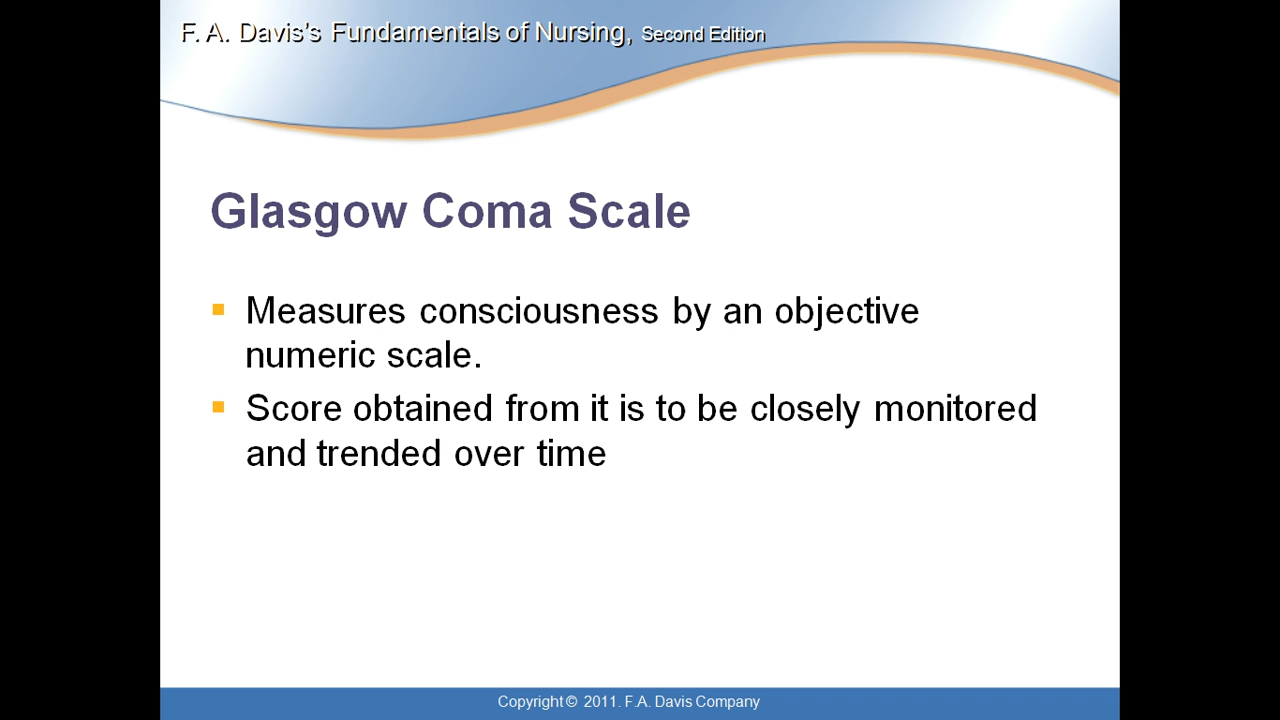 F. A. Davis's Fundamentals of Nursing, Second Edition
Glasgow Coma Scale
Measures consciousness by an objective
numeric scale.
Score obtained from it is to be closely monitored
and trended over time
Copyright © 2011. F.A. Davis Company